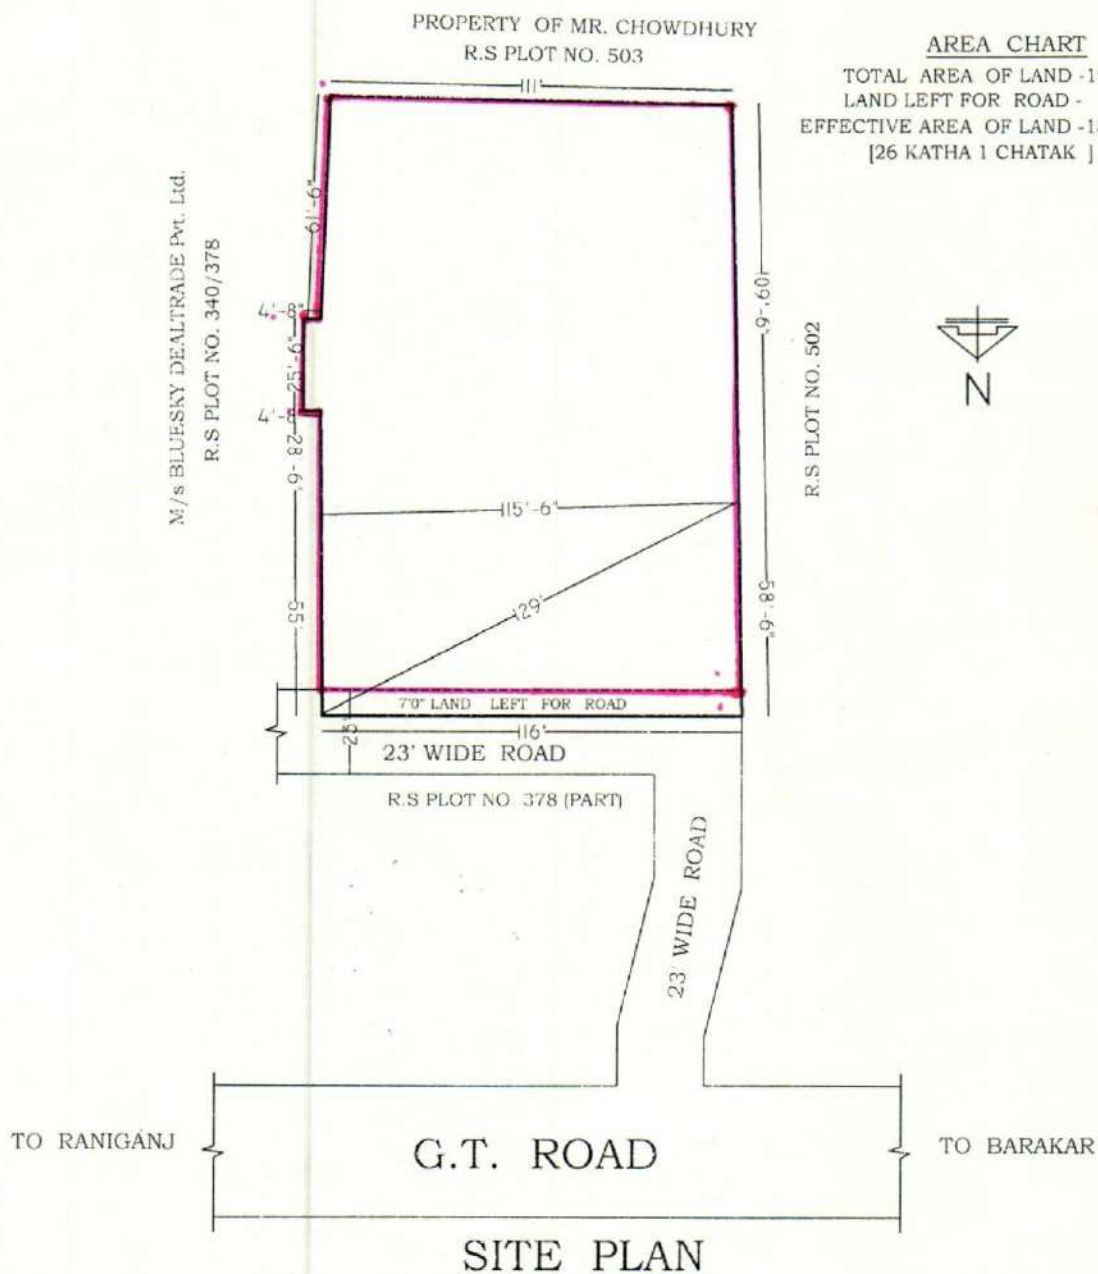 PROPERTY OF MR. CHOWDHURY
R.S PLOT NO. 503
AREA CHART
TOTAL AREA OF LAND -1
LAND LEFT FOR ROAD -
EFFECTIVE AREA OF LAND -1
[26 KATHA 1 CHATAK ]
111'
61'-6"
M/s BLUESKY DEALTRADE Pvt. Ltd.
R.S PLOT NO. 340/378
4'-8"
25'-6"
4'-8"
28'-6"
109'-6"
R.S PLOT NO. 502
N
115'-6"
129'
55'
58'-6"
7'0" LAND LEFT FOR ROAD
116'
23'
23' WIDE ROAD
R.S PLOT NO. 378 (PART)
23' WIDE ROAD
TO RANIGANJ
G.T. ROAD
TO BARAKAR
SITE PLAN